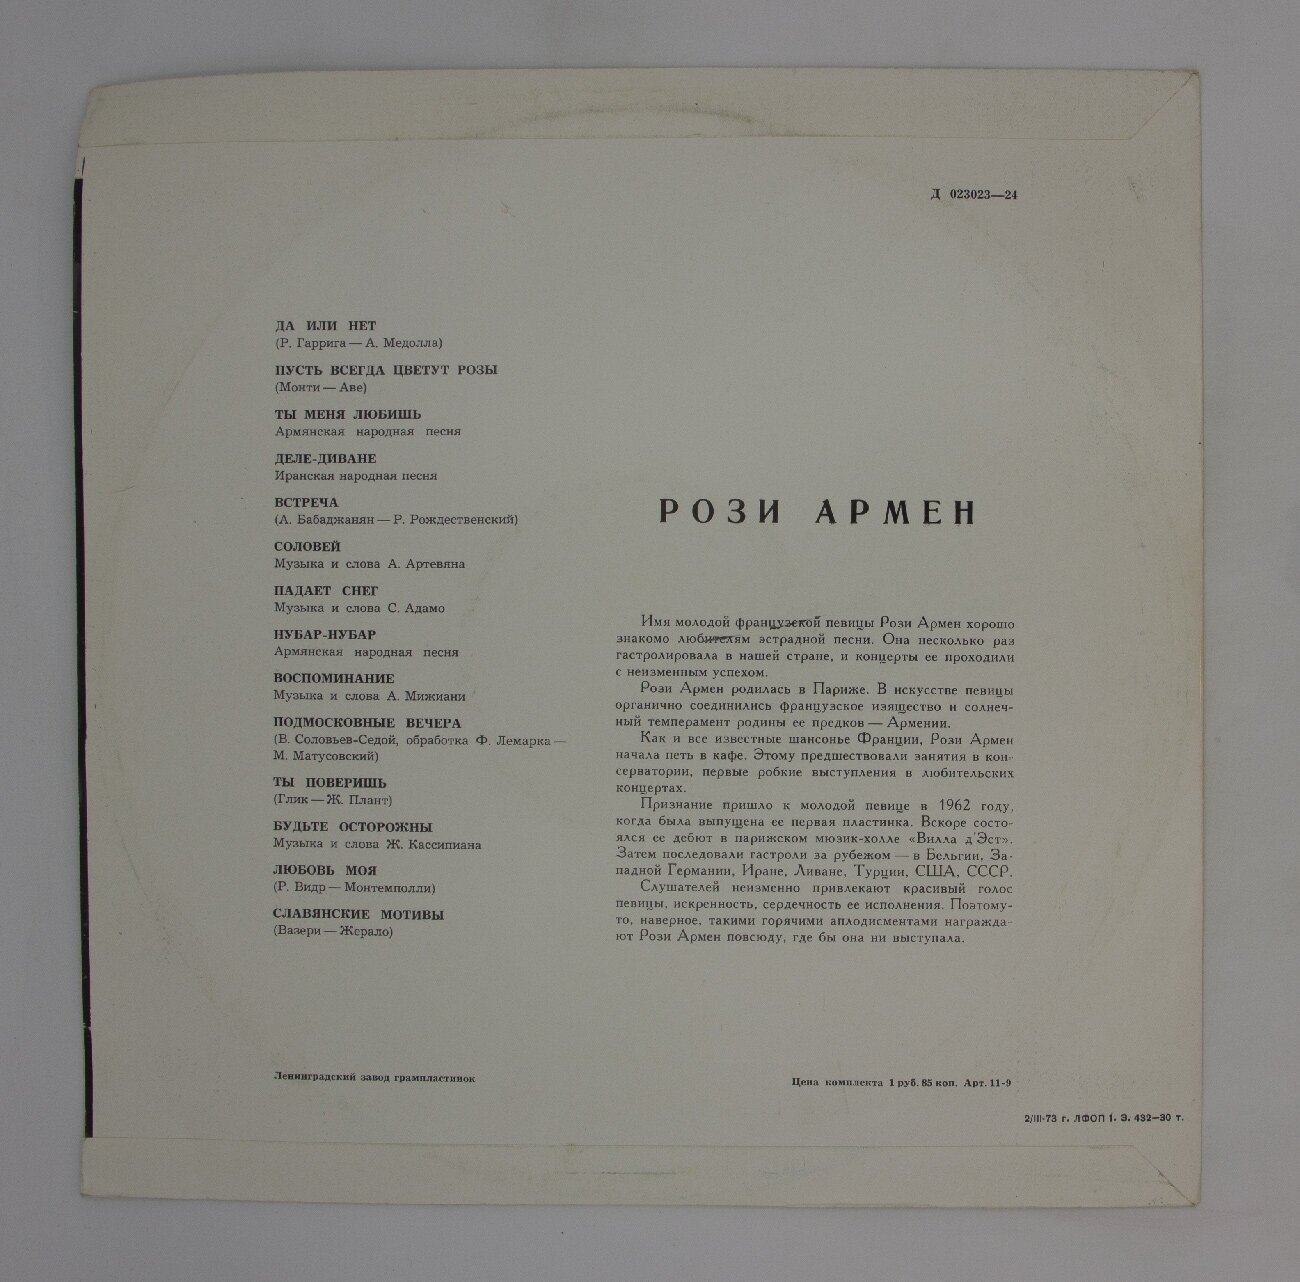 Д 023023—24
ДА ИЛИ НЕТ
(Р. Гаррига — А. Медолла)
ПУСТЬ ВСЕГДА ЦВЕТУТ РОЗЫ
(Монти — Аве)
ТЫ МЕНЯ ЛЮБИШЬ
Армянская народная песня
ДЕЛЕ-ДИВАНЕ
Иранская народная песня
ВСТРЕЧА
(А. Бабаджанян — Р. Рождественский)
СОЛОВЕЙ
Музыка и слова А. Артевяна
ПАДАЕТ СНЕГ
Музыка и слова С. Адамо
НУБАР-НУБАР
Армянская народная песня
ВОСПОМИНАНИЕ
Музыка и слова А. Мижиани
ПОДМОСКОВНЫЕ ВЕЧЕРА
(В. Соловьев-Седой, обработка Ф. Лемарка —
М. Матусовский)
ТЫ ПОВЕРИШЬ
(Глик — Ж. Плант)
БУДЬТЕ ОСТОРОЖНЫ
Музыка и слова Ж. Кассипиана
ЛЮБОВЬ МОЯ
(Р. Видр — Монтемполли)
СЛАВЯНСКИЕ МОТИВЫ
(Вазери — Жерало)
РОЗИ АРМЕН
Имя молодой французской певицы Рози Армен хорошо
знакомо любителям эстрадной песни. Она несколько раз
гастролировала в нашей стране, и концерты ее проходили
с неизменным успехом.
Рози Армен родилась в Париже. В искусстве певицы
органично соединились французское изящество и солнеч-
ный темперамент родины ее предков — Армении.
Как и все известные шансонье Франции, Рози Армен
начала петь в кафе. Этому предшествовали занятия в кон-
серватории, первые робкие выступления в любительских
концертах.
Признание пришло к молодой певице в 1962 году,
когда была выпущена ее первая пластинка. Вскоре состо-
ялся ее дебют в парижском мюзик-холле «Вилла д'Эст».
Затем последовали гастроли за рубежом — в Бельгии, За-
падной Германии, Иране, Ливане, Турции, США, СССР.
Слушателей неизменно привлекают красивый голос
певицы, искренность, сердечность ее исполнения. Поэтому-
то, наверное, такими горячими аплодисментами награжда-
ют Рози Армен повсюду, где бы она ни выступала.
Ленинградский завод грампластинок
Цена комплекта 1 руб. 85 коп. Арт. 11-9
2/III-73 г. ЛФОП 1. З. 432—30 т.